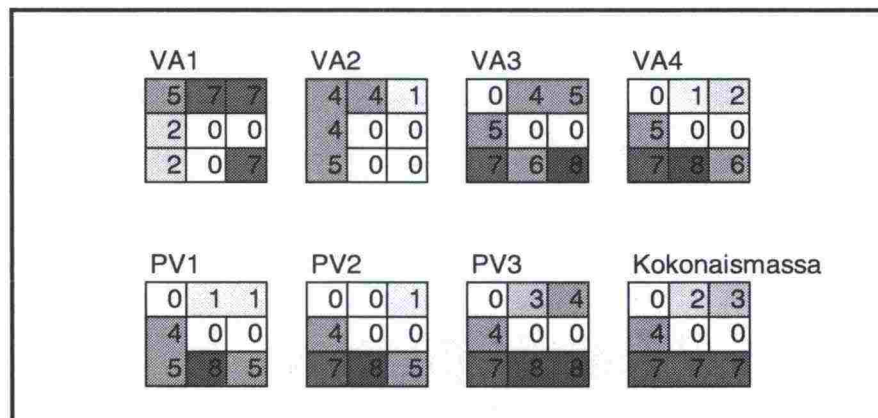 VA1 VA2 VA3 VA4
5 7 7 4 4 1 0 4 5 0 1 2
2 0 0 4 0 0 5 0 0 5 0 0
2 0 7 5 0 0 7 6 8 7 8 6
PV1 PV2 PV3 Kokonaismassa
0 1 1 0 0 1 0 3 4 0 2 3
4 0 0 4 0 0 4 0 0 4 0 0
5 8 5 7 8 5 7 8 8 7 7 7